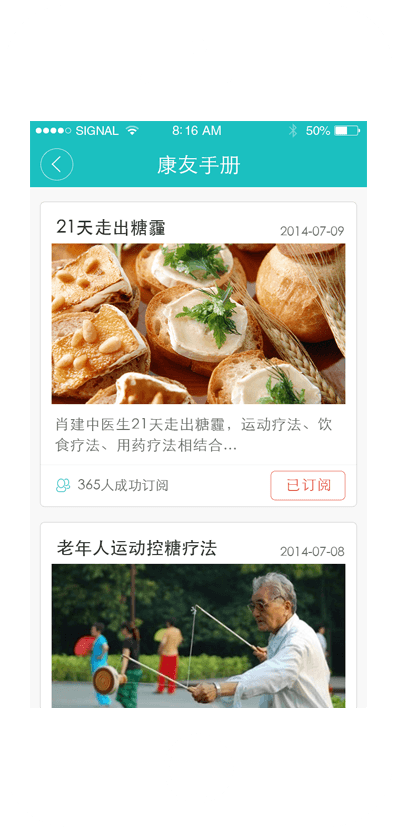 SIGNAL 8:16 AM 50%
康友手册
21天走出糖霾
2014-07-09
肖建中医生21天走出糖霾，运动疗法、饮
食疗法、用药疗法相结合...
365人成功订阅
已订阅
老年人运动控糖疗法
2014-07-08